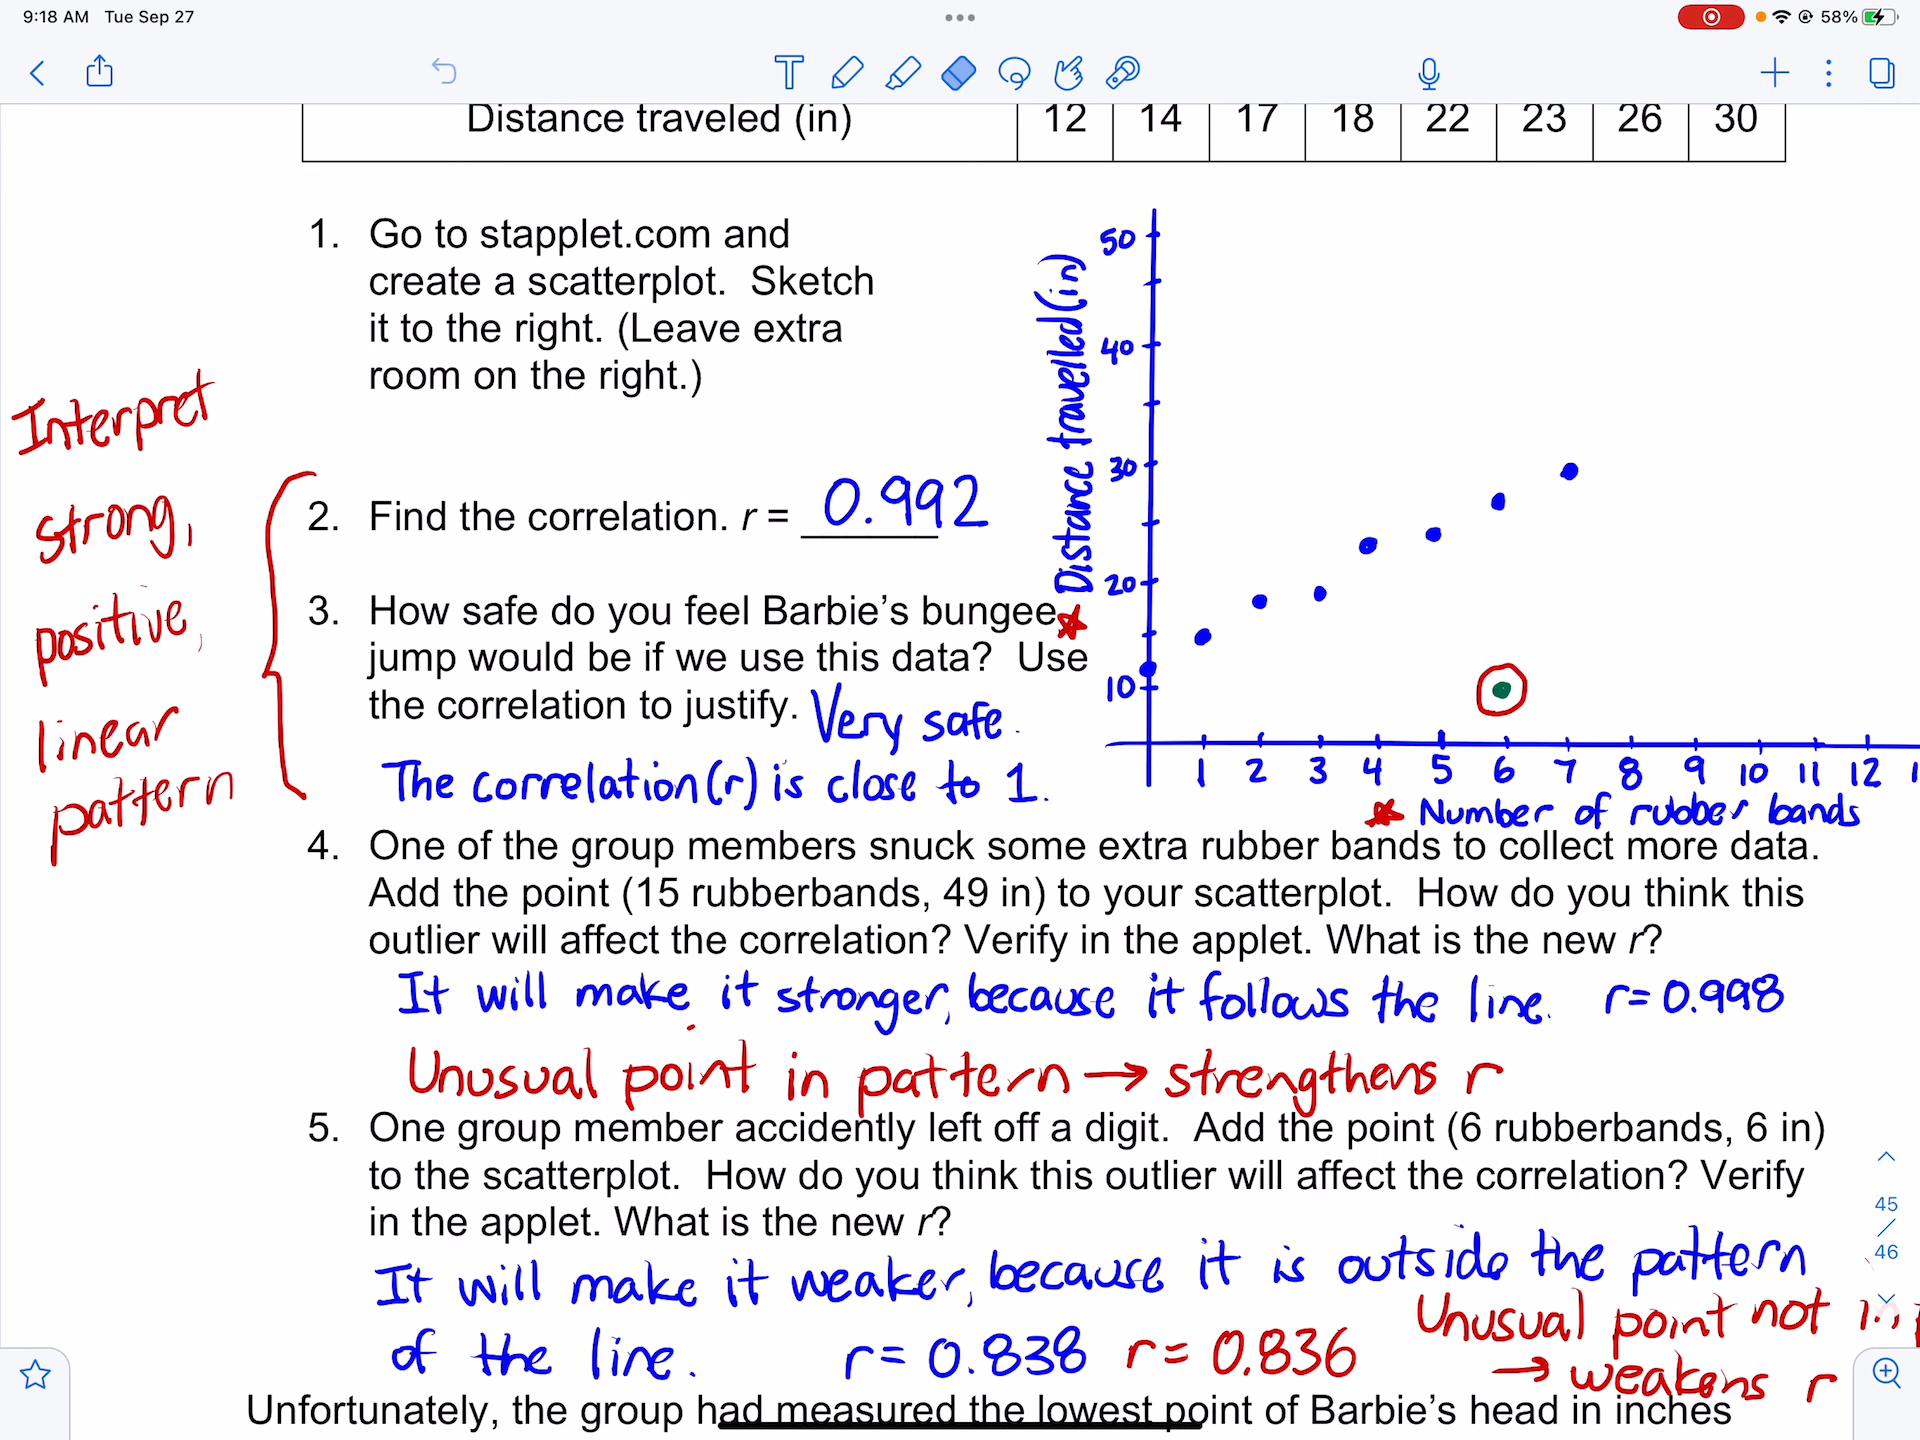 9:18 AM Tue Sep 27
58%
Distance traveled (in) 12 14 17 18 22 23 26 30
1. Go to stapplet.com and
create a scatterplot. Sketch
it to the right. (Leave extra
room on the right.)
50
40
30
20
10
Distance travelled (in)
1 2 3 4 5 6 7 8 9 10 11 12 1
Number of rubber bands
Interpret
strong,
positive,
linear
pattern
2. Find the correlation. r = 0.992
3. How safe do you feel Barbie's bungee
jump would be if we use this data? Use
the correlation to justify. Very safe.
The correlation (r) is close to 1.
4. One of the group members snuck some extra rubber bands to collect more data.
Add the point (15 rubberbands, 49 in) to your scatterplot. How do you think this
outlier will affect the correlation? Verify in the applet. What is the new r?
It will make it stronger, because it follows the line. r= 0.998
Unusual point in pattern → strengthens r
5. One group member accidently left off a digit. Add the point (6 rubberbands, 6 in)
to the scatterplot. How do you think this outlier will affect the correlation? Verify
in the applet. What is the new r?
It will make it weaker, because it is outside the pattern
of the line. r= 0.838 r= 0.836
Unusual point not in
→ weakens r
45
/
46
Unfortunately, the group had measured the lowest point of Barbie's head in inches